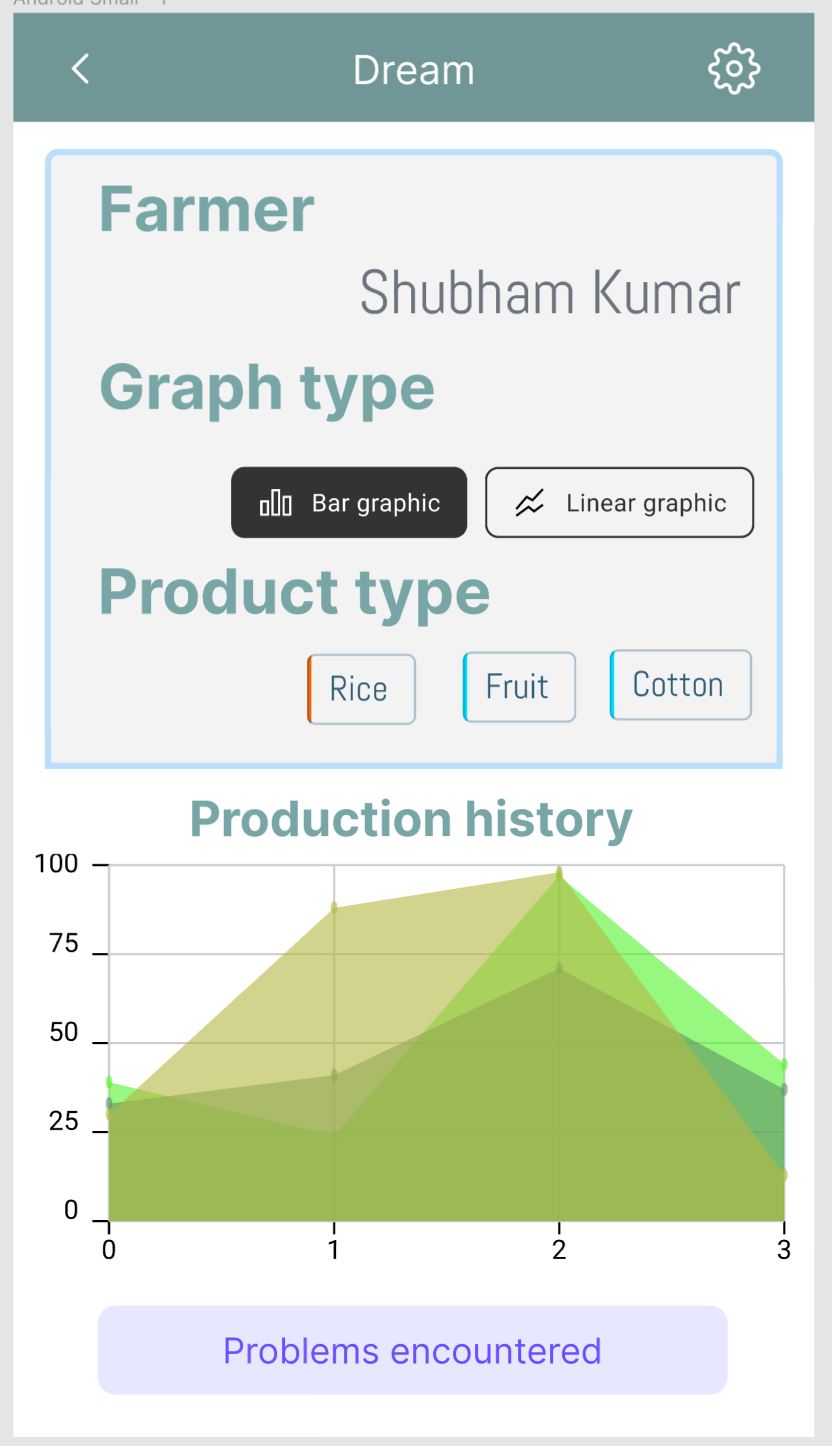 Android Small - 1
Dream
Farmer
Shubham Kumar
Graph type
Bar graphic
Linear graphic
Product type
Rice
Fruit
Cotton
Production history
100
75
50
25
0
0
1
2
3
Problems encountered